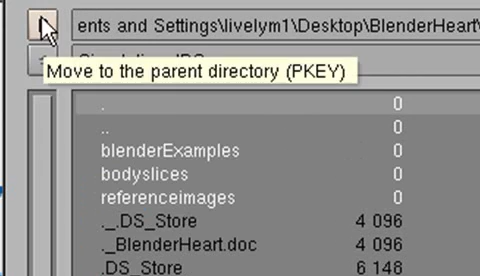 P
ents and Settings\livelym1\Desktop\BlenderHeart\
Move to the parent directory (PKEY)
. 0
.. 0
blenderExamples 0
bodyslices 0
referenceimages 0
._.DS_Store 4 096
._BlenderHeart.doc 4 096
.DS_Store 6 148